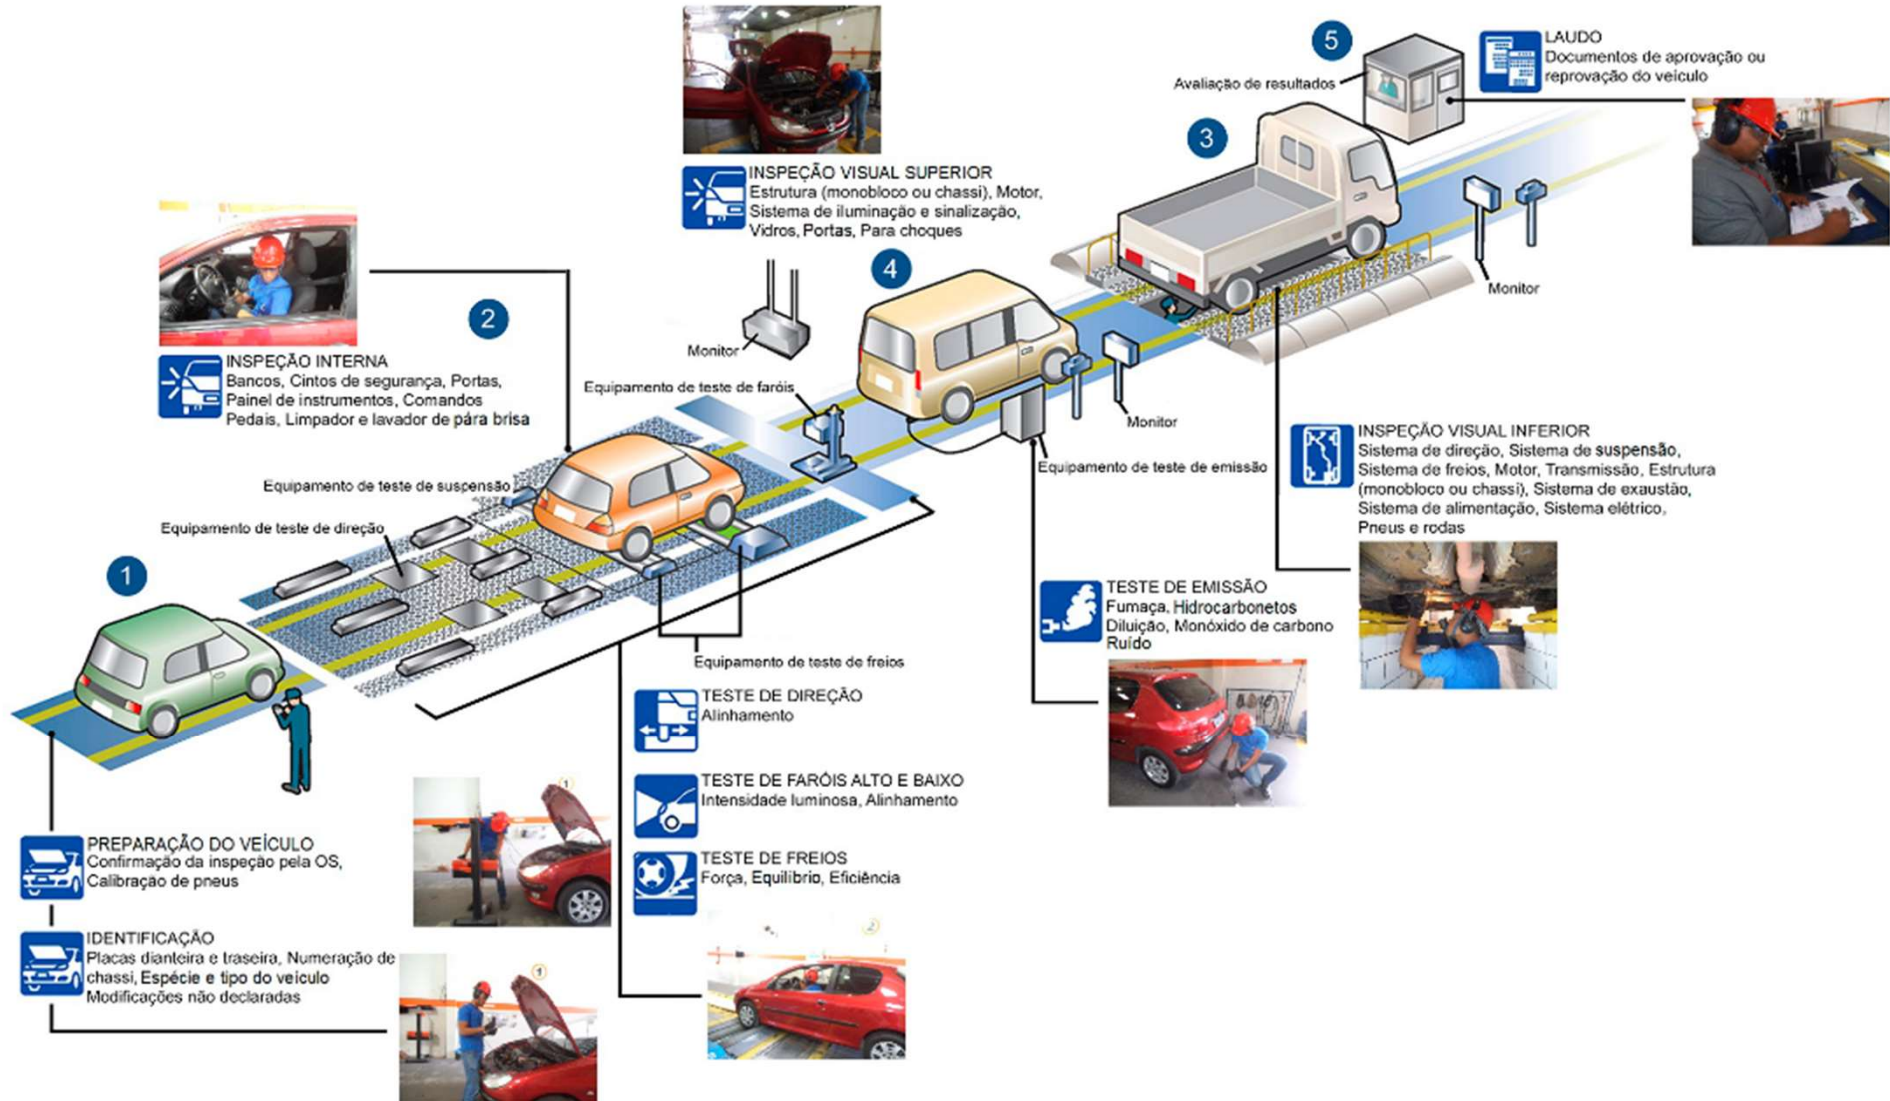 5
LAUDO
Documentos de aprovação ou
reprovação do veículo
Avaliação de resultados
3
INSPEÇÃO VISUAL SUPERIOR
Estrutura (monobloco ou chassi), Motor,
Sistema de iluminação e sinalização,
Vidros, Portas, Para choques
4
Monitor
Monitor
2
INSPEÇÃO INTERNA
Bancos, Cintos de segurança, Portas,
Painel de instrumentos, Comandos
Pedais, Limpador e lavador de pára brisa
Equipamento de teste de faróis
Monitor
Equipamento de teste de emissão
INSPEÇÃO VISUAL INFERIOR
Sistema de direção, Sistema de suspensão,
Sistema de freios, Motor, Transmissão, Estrutura
(monobloco ou chassi), Sistema de exaustão,
Sistema de alimentação, Sistema elétrico,
Pneus e rodas
Equipamento de teste de suspensão
Equipamento de teste de direção
1
TESTE DE EMISSÃO
Fumaça, Hidrocarbonetos
Diluição, Monóxido de carbono
Ruído
Equipamento de teste de freios
TESTE DE DIREÇÃO
Alinhamento
TESTE DE FARÓIS ALTO E BAIXO
Intensidade luminosa, Alinhamento
TESTE DE FREIOS
Força, Equilíbrio, Eficiência
PREPARAÇÃO DO VEÍCULO
Confirmação da inspeção pela OS,
Calibração de pneus
IDENTIFICAÇÃO
Placas dianteira e traseira, Numeração de
chassi, Espécie e tipo do veículo
Modificações não declaradas
1
2
1